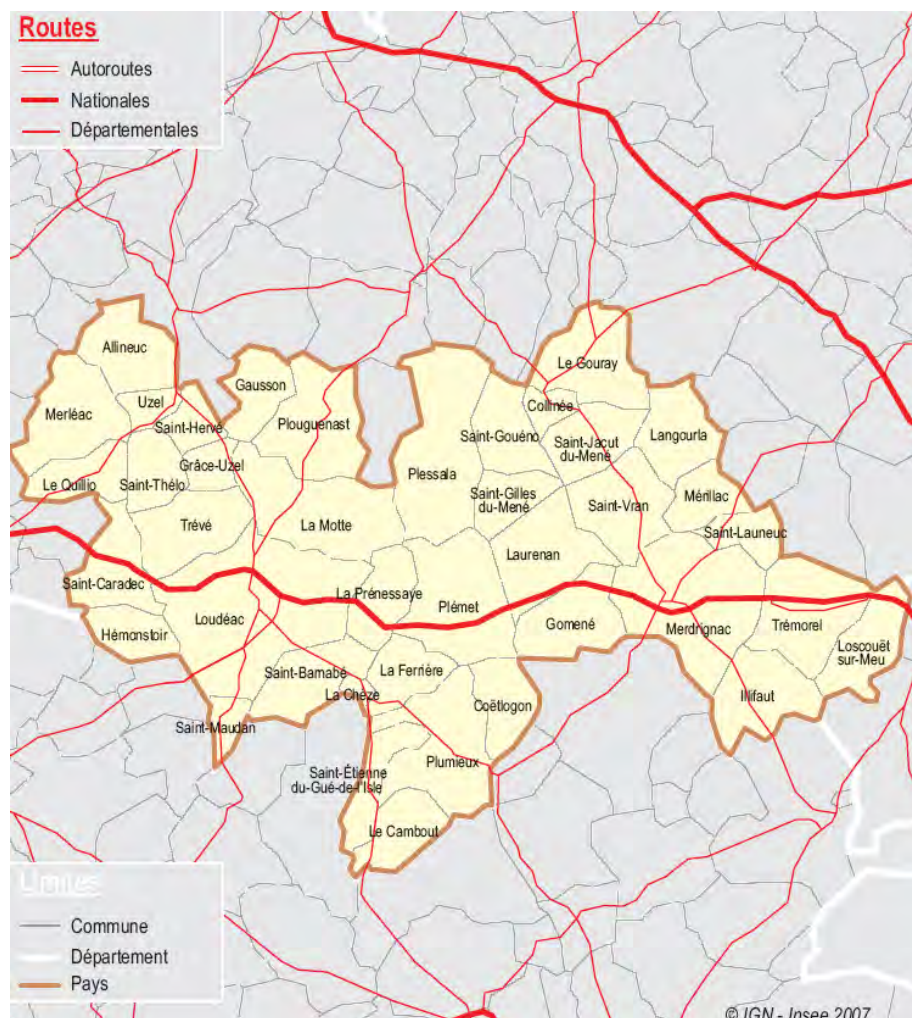 Routes
Autoroutes
Nationales
Départementales
Allineuc
Le Gouray
Gausson
Merléac
Uzel
Collinée
Saint-Hervé
Plouguenast
Saint-Gouéno
Saint-Jacut
du-Mené
Langourla
Grâce-Uzel
Plessala
Le Quillio
Saint-Thélo
Saint-Gilles
du-Mené
Saint-Vran
Mérillac
Trévé
La Motte
Saint-Launeuc
Laurenan
Saint-Caradec
La Prénessaye
Plémet
Loudéac
Gomené
Merdrignac
Trémorel
Hémonstoir
Loscouët
sur-Meu
Saint-Barnabé
La Ferrière
La Chèze
Illifaut
Coëtlogon
Saint-Maudan
Plumieux
Saint-Étienne
du-Gué-de-l'Isle
Le Cambout
Limites
Commune
Département
Pays
© IGN - Insee 2007